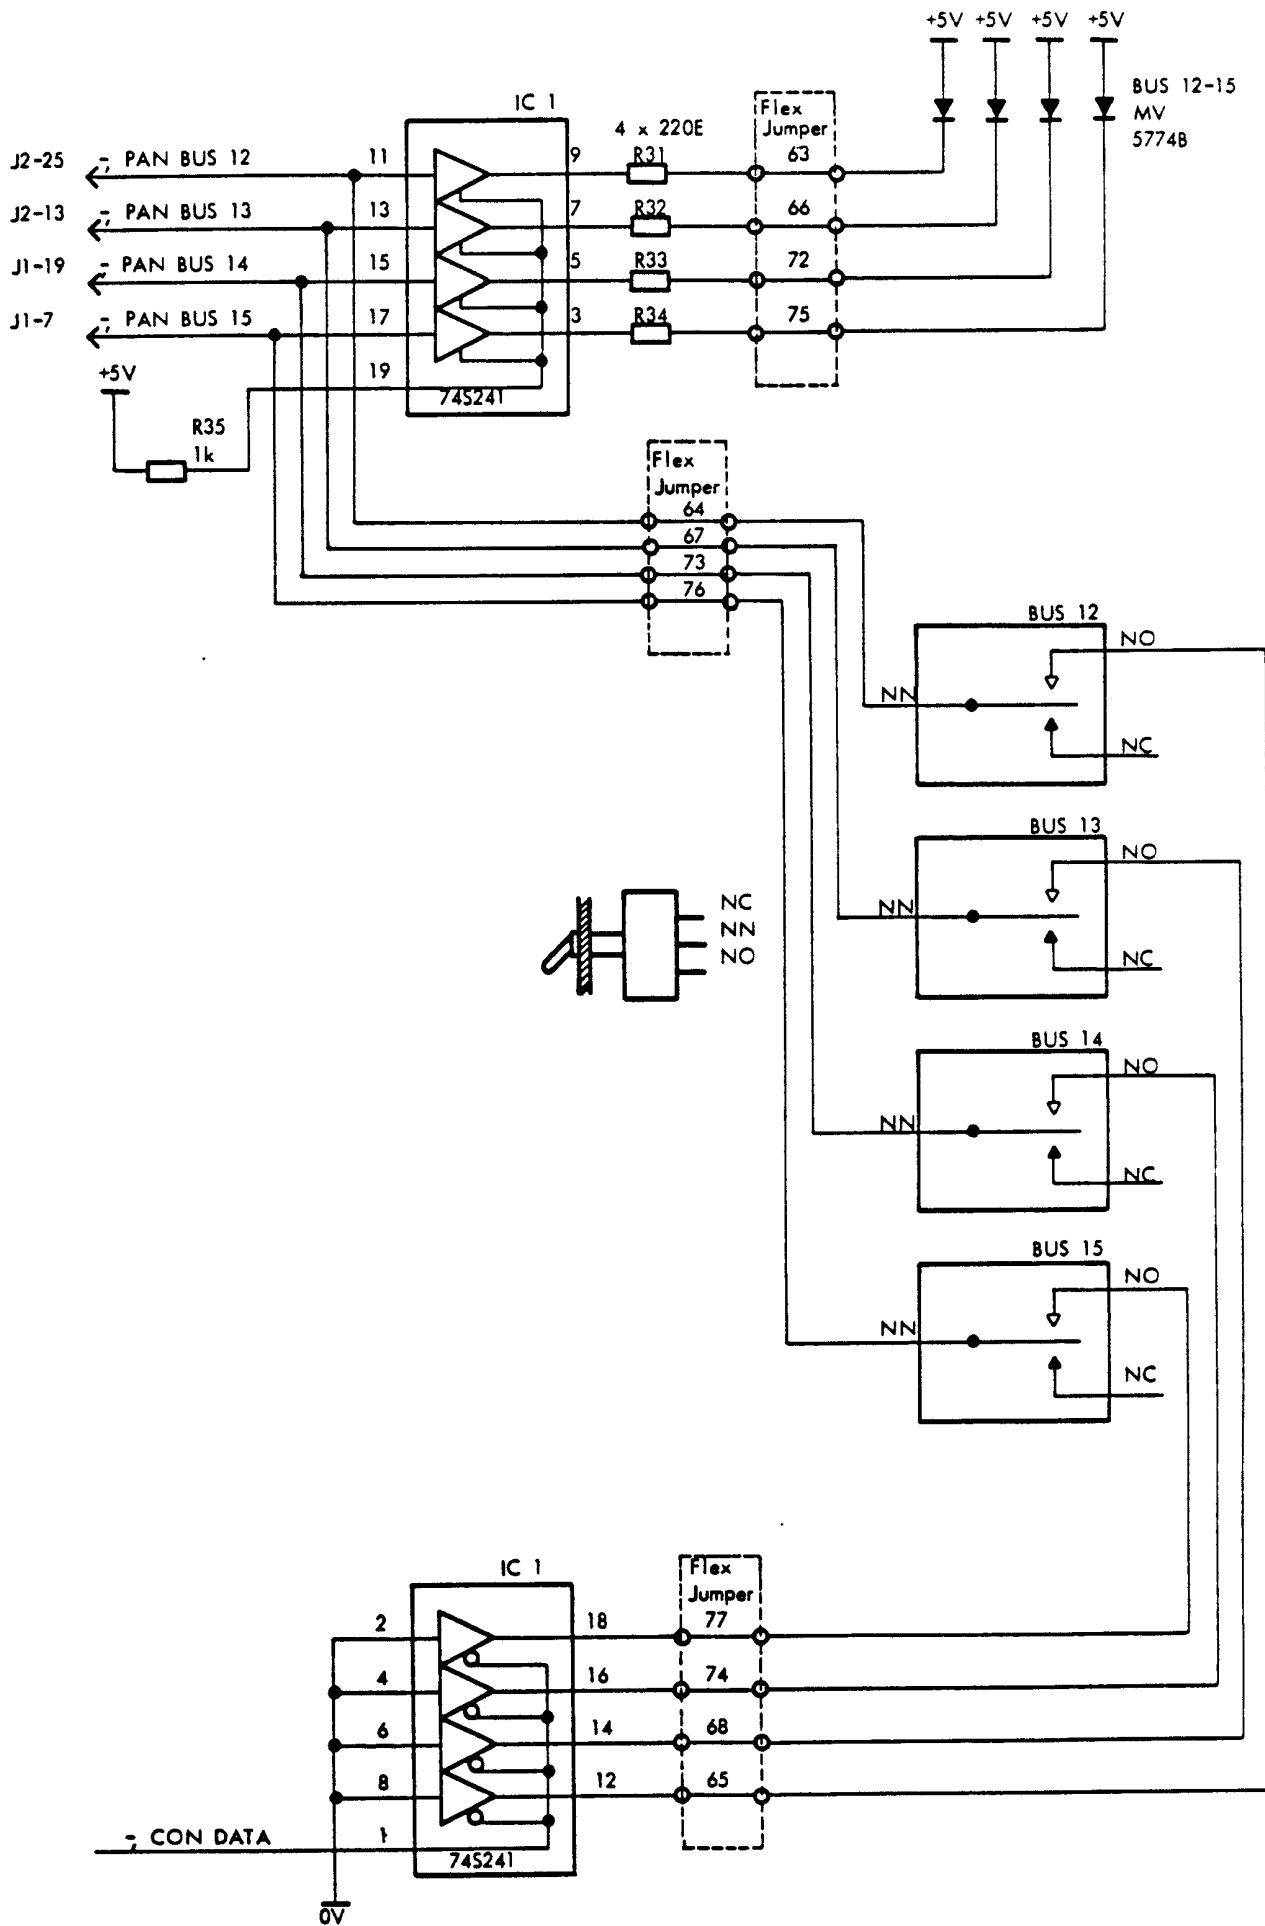 +5V +5V +5V +5V
BUS 12-15
MV
5774B
IC 1
4 x 220E
Flex
Jumper
J2-25 -, PAN BUS 12 11 9 R31 63
J2-13 -, PAN BUS 13 13 7 R32 66
J1-19 - PAN BUS 14 15 5 R33 72
J1-7 -, PAN BUS 15 17 3 R34 75
+5V 19
74S241
R35
1k
Flex
Jumper
64
67
73
76
BUS 12
NO
NN
NC
BUS 13
NO
NN
NC
NC
NN
NO
BUS 14
NO
NN
NC
BUS 15
NO
NN
NC
IC 1
Flex
Jumper
2 18 77
4 16 74
6 14 68
8 12 65
-, CON DATA 1
74S241
0V